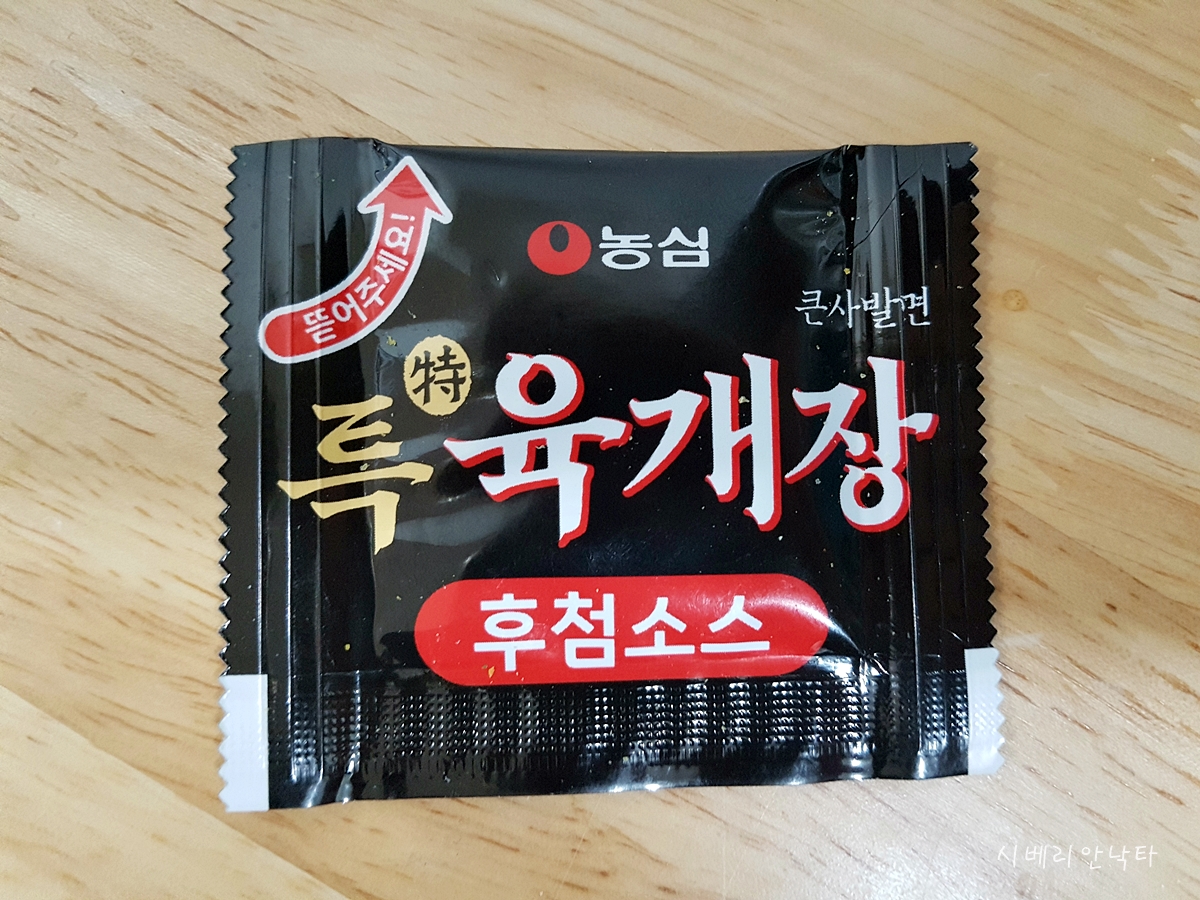 뜯어주세요!
농심
큰사발면
特
특육개장
후첨소스
시베리안낙타